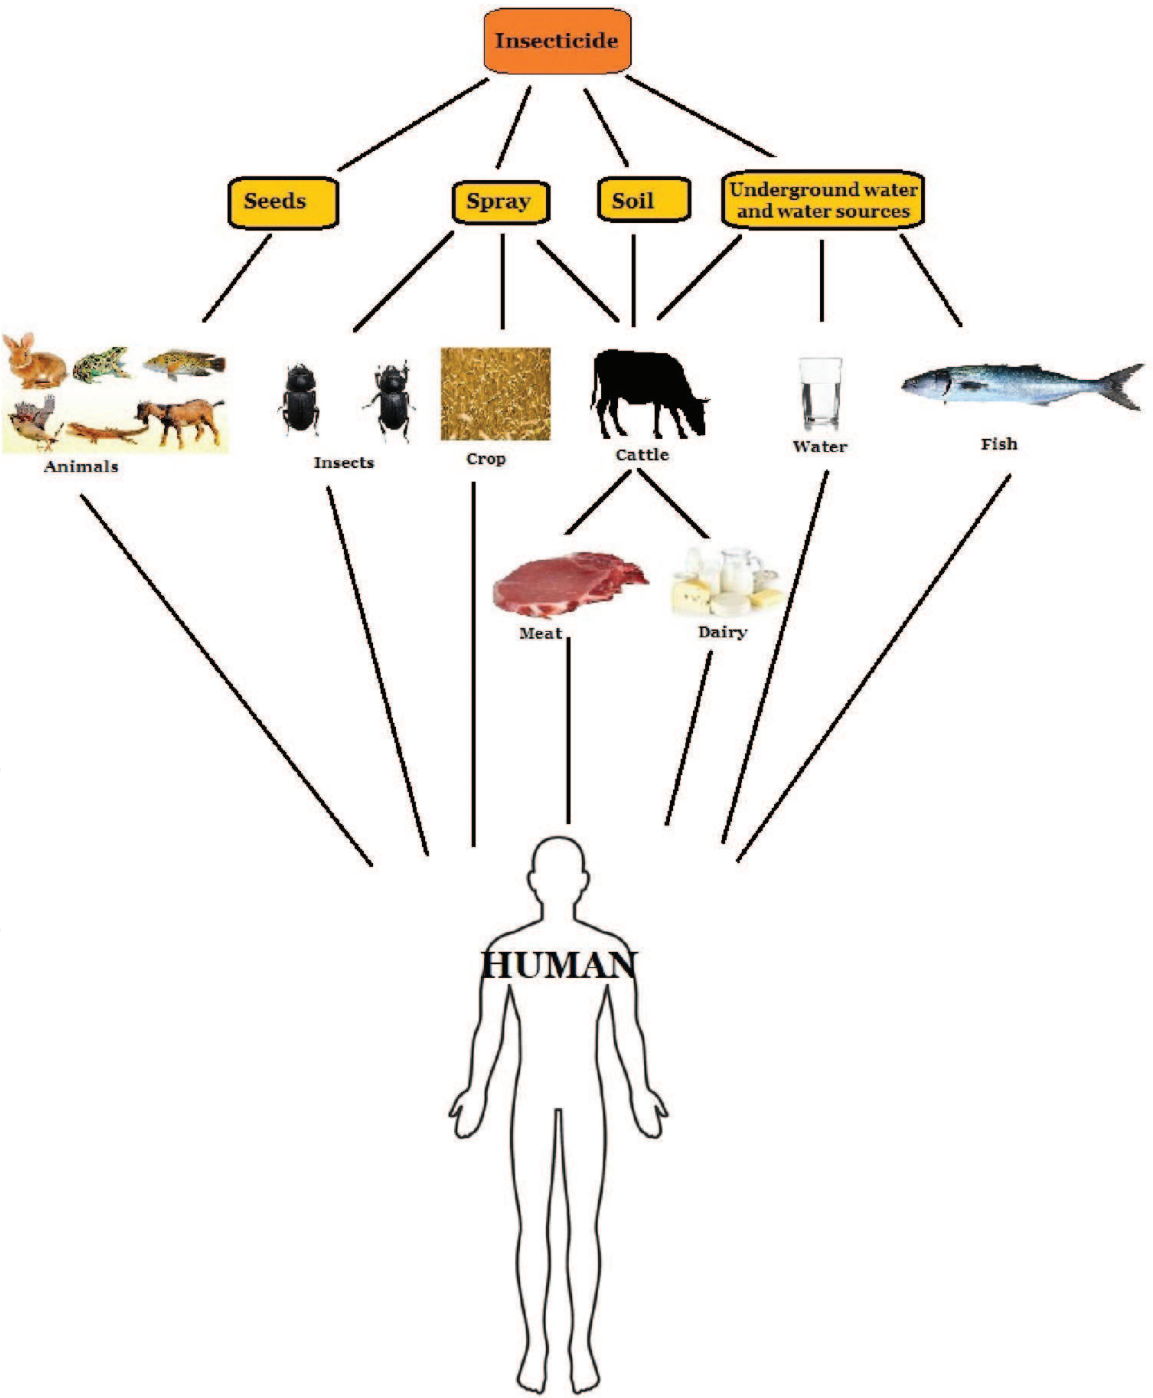 Insecticide
Seeds
Spray
Soil
Underground water
and water sources
Animals
Insects
Crop
Cattle
Water
Fish
Meat
Dairy
HUMAN